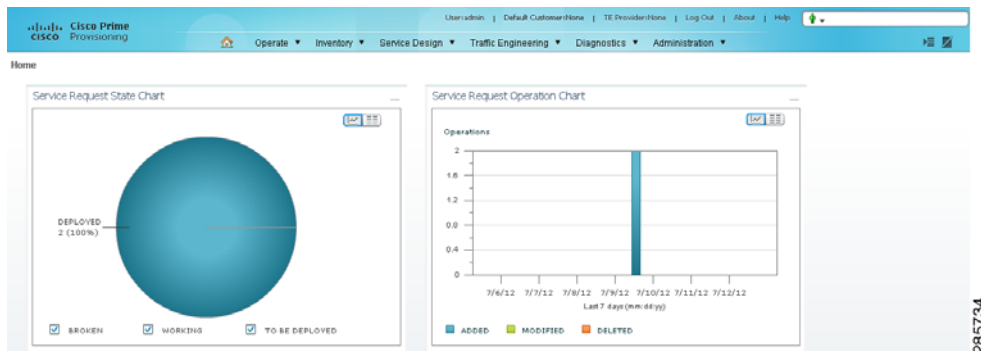 User:admin | Default Customer:None | TE Provider:None | Log Out | About | Help
cisco
Cisco Prime
Provisioning
Operate ▼ Inventory ▼ Service Design ▼ Traffic Engineering ▼ Diagnostics ▼ Administration ▼
Home
Service Request State Chart
DEPLOYED
2 (100%)
BROKEN WORKING TO BE DEPLOYED
Service Request Operation Chart
Operations
2
1.6
1.2
0.8
0.4
0
7/6/12 7/7/12 7/8/12 7/9/12 7/10/12 7/11/12 7/12/12
Last 7 days(mm:dd:yy)
ADDED MODIFIED DELETED
285734